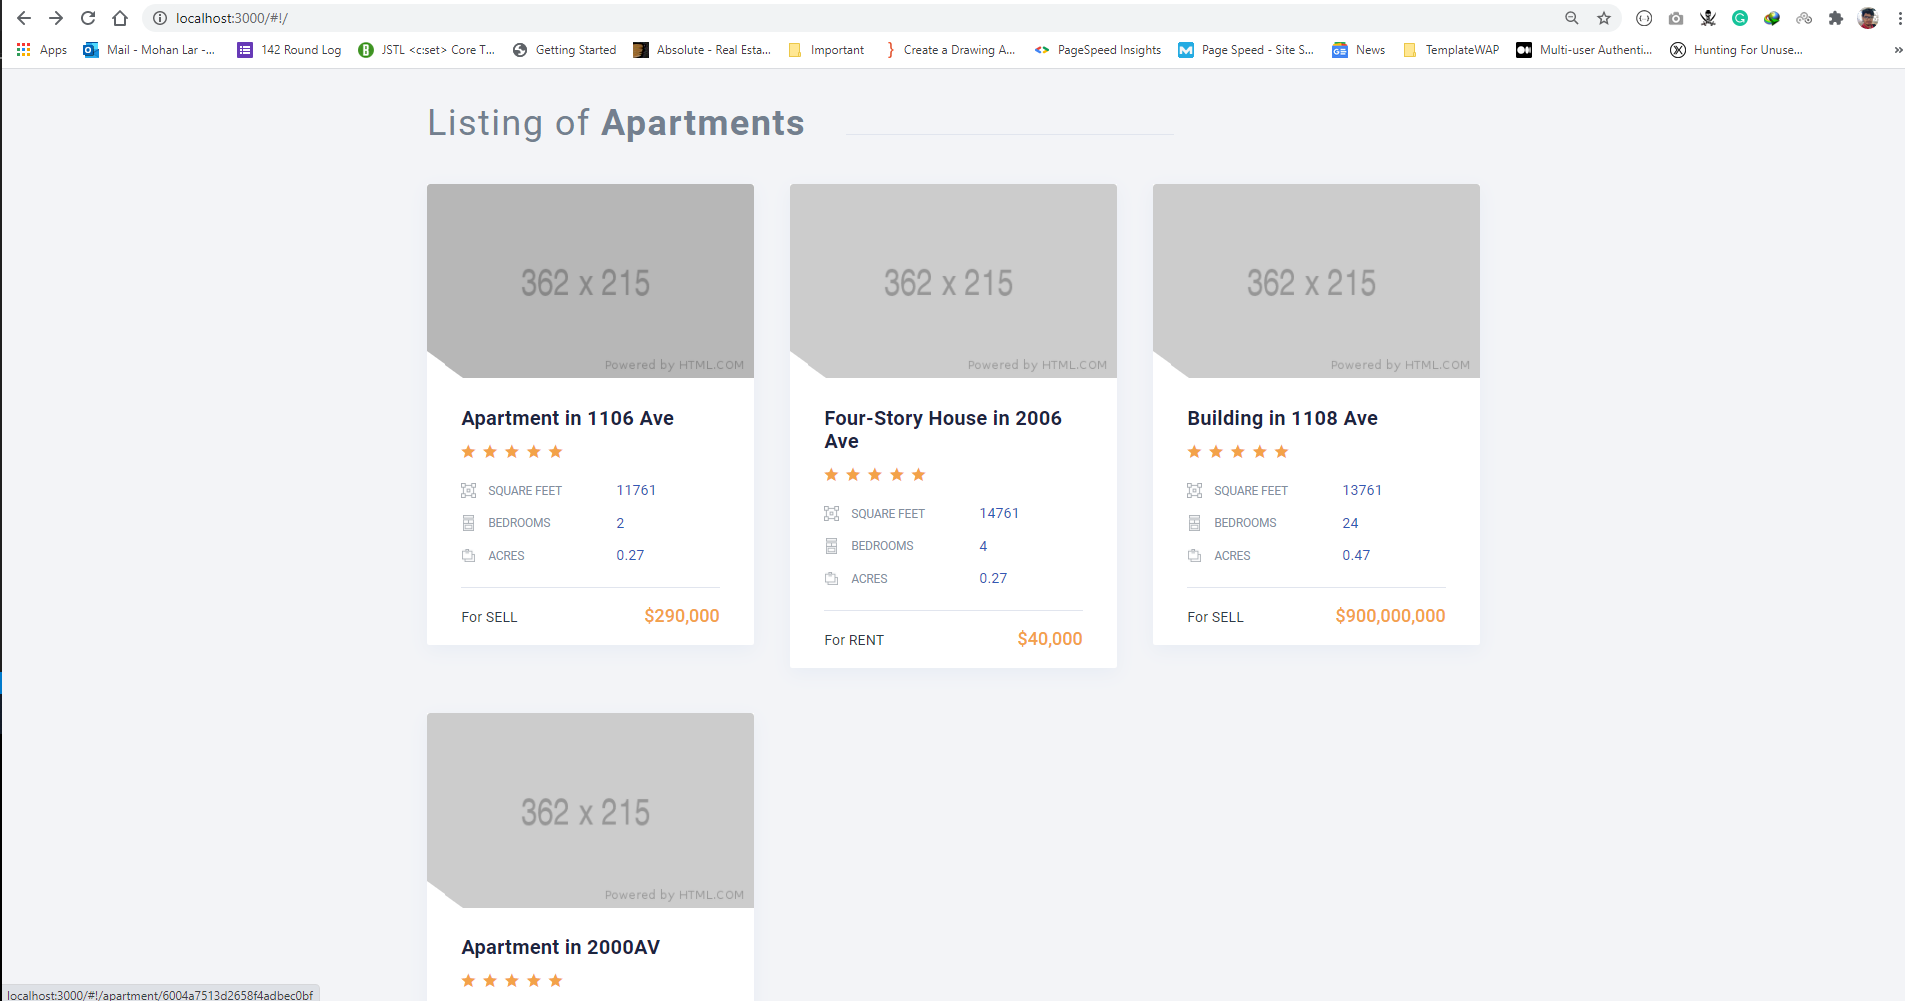 localhost:3000/#!/
Apps
Mail - Mohan Lar -...
142 Round Log
JSTL <c:set> Core T...
Getting Started
Absolute - Real Esta...
Important
Create a Drawing A...
PageSpeed Insights
Page Speed - Site S...
News
TemplateWAP
Multi-user Authenti...
Hunting For Unuse...
»
Listing of Apartments
362 x 215
Powered by HTML.COM
Apartment in 1106 Ave
SQUARE FEET 11761
BEDROOMS 2
ACRES 0.27
For SELL $290,000
362 x 215
Powered by HTML.COM
Four-Story House in 2006
Ave
SQUARE FEET 14761
BEDROOMS 4
ACRES 0.27
For RENT $40,000
362 x 215
Powered by HTML.COM
Building in 1108 Ave
SQUARE FEET 13761
BEDROOMS 24
ACRES 0.47
For SELL $900,000,000
362 x 215
Powered by HTML.COM
Apartment in 2000AV
localhost:3000/#!/apartment/6004a7513d2658f4adbec0bf